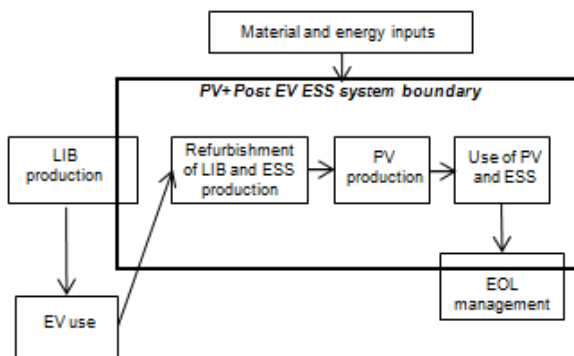 Material and energy inputs
PV+Post EV ESS system boundary
LIB
production
Refurbishment
of LIB and ESS
production
PV
production
Use of PV
and ESS
EOL
management
EV use